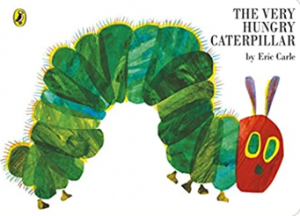 THE VERY
HUNGRY
CATERPILLAR
by Eric Carle